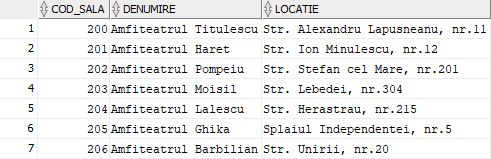 COD_SALA DENUMIRE LOCATIE
1 200 Amfiteatrul Titulescu Str. Alexandru Lapusneanu, nr.11
2 201 Amfiteatrul Haret Str. Ion Minulescu, nr.12
3 202 Amfiteatrul Pompeiu Str. Stefan cel Mare, nr.201
4 203 Amfiteatrul Moisil Str. Lebedei, nr.304
5 204 Amfiteatrul Lalescu Str. Herastrau, nr.215
6 205 Amfiteatrul Ghika Splaiul Independentei, nr.5
7 206 Amfiteatrul Barbilian Str. Unirii, nr.20